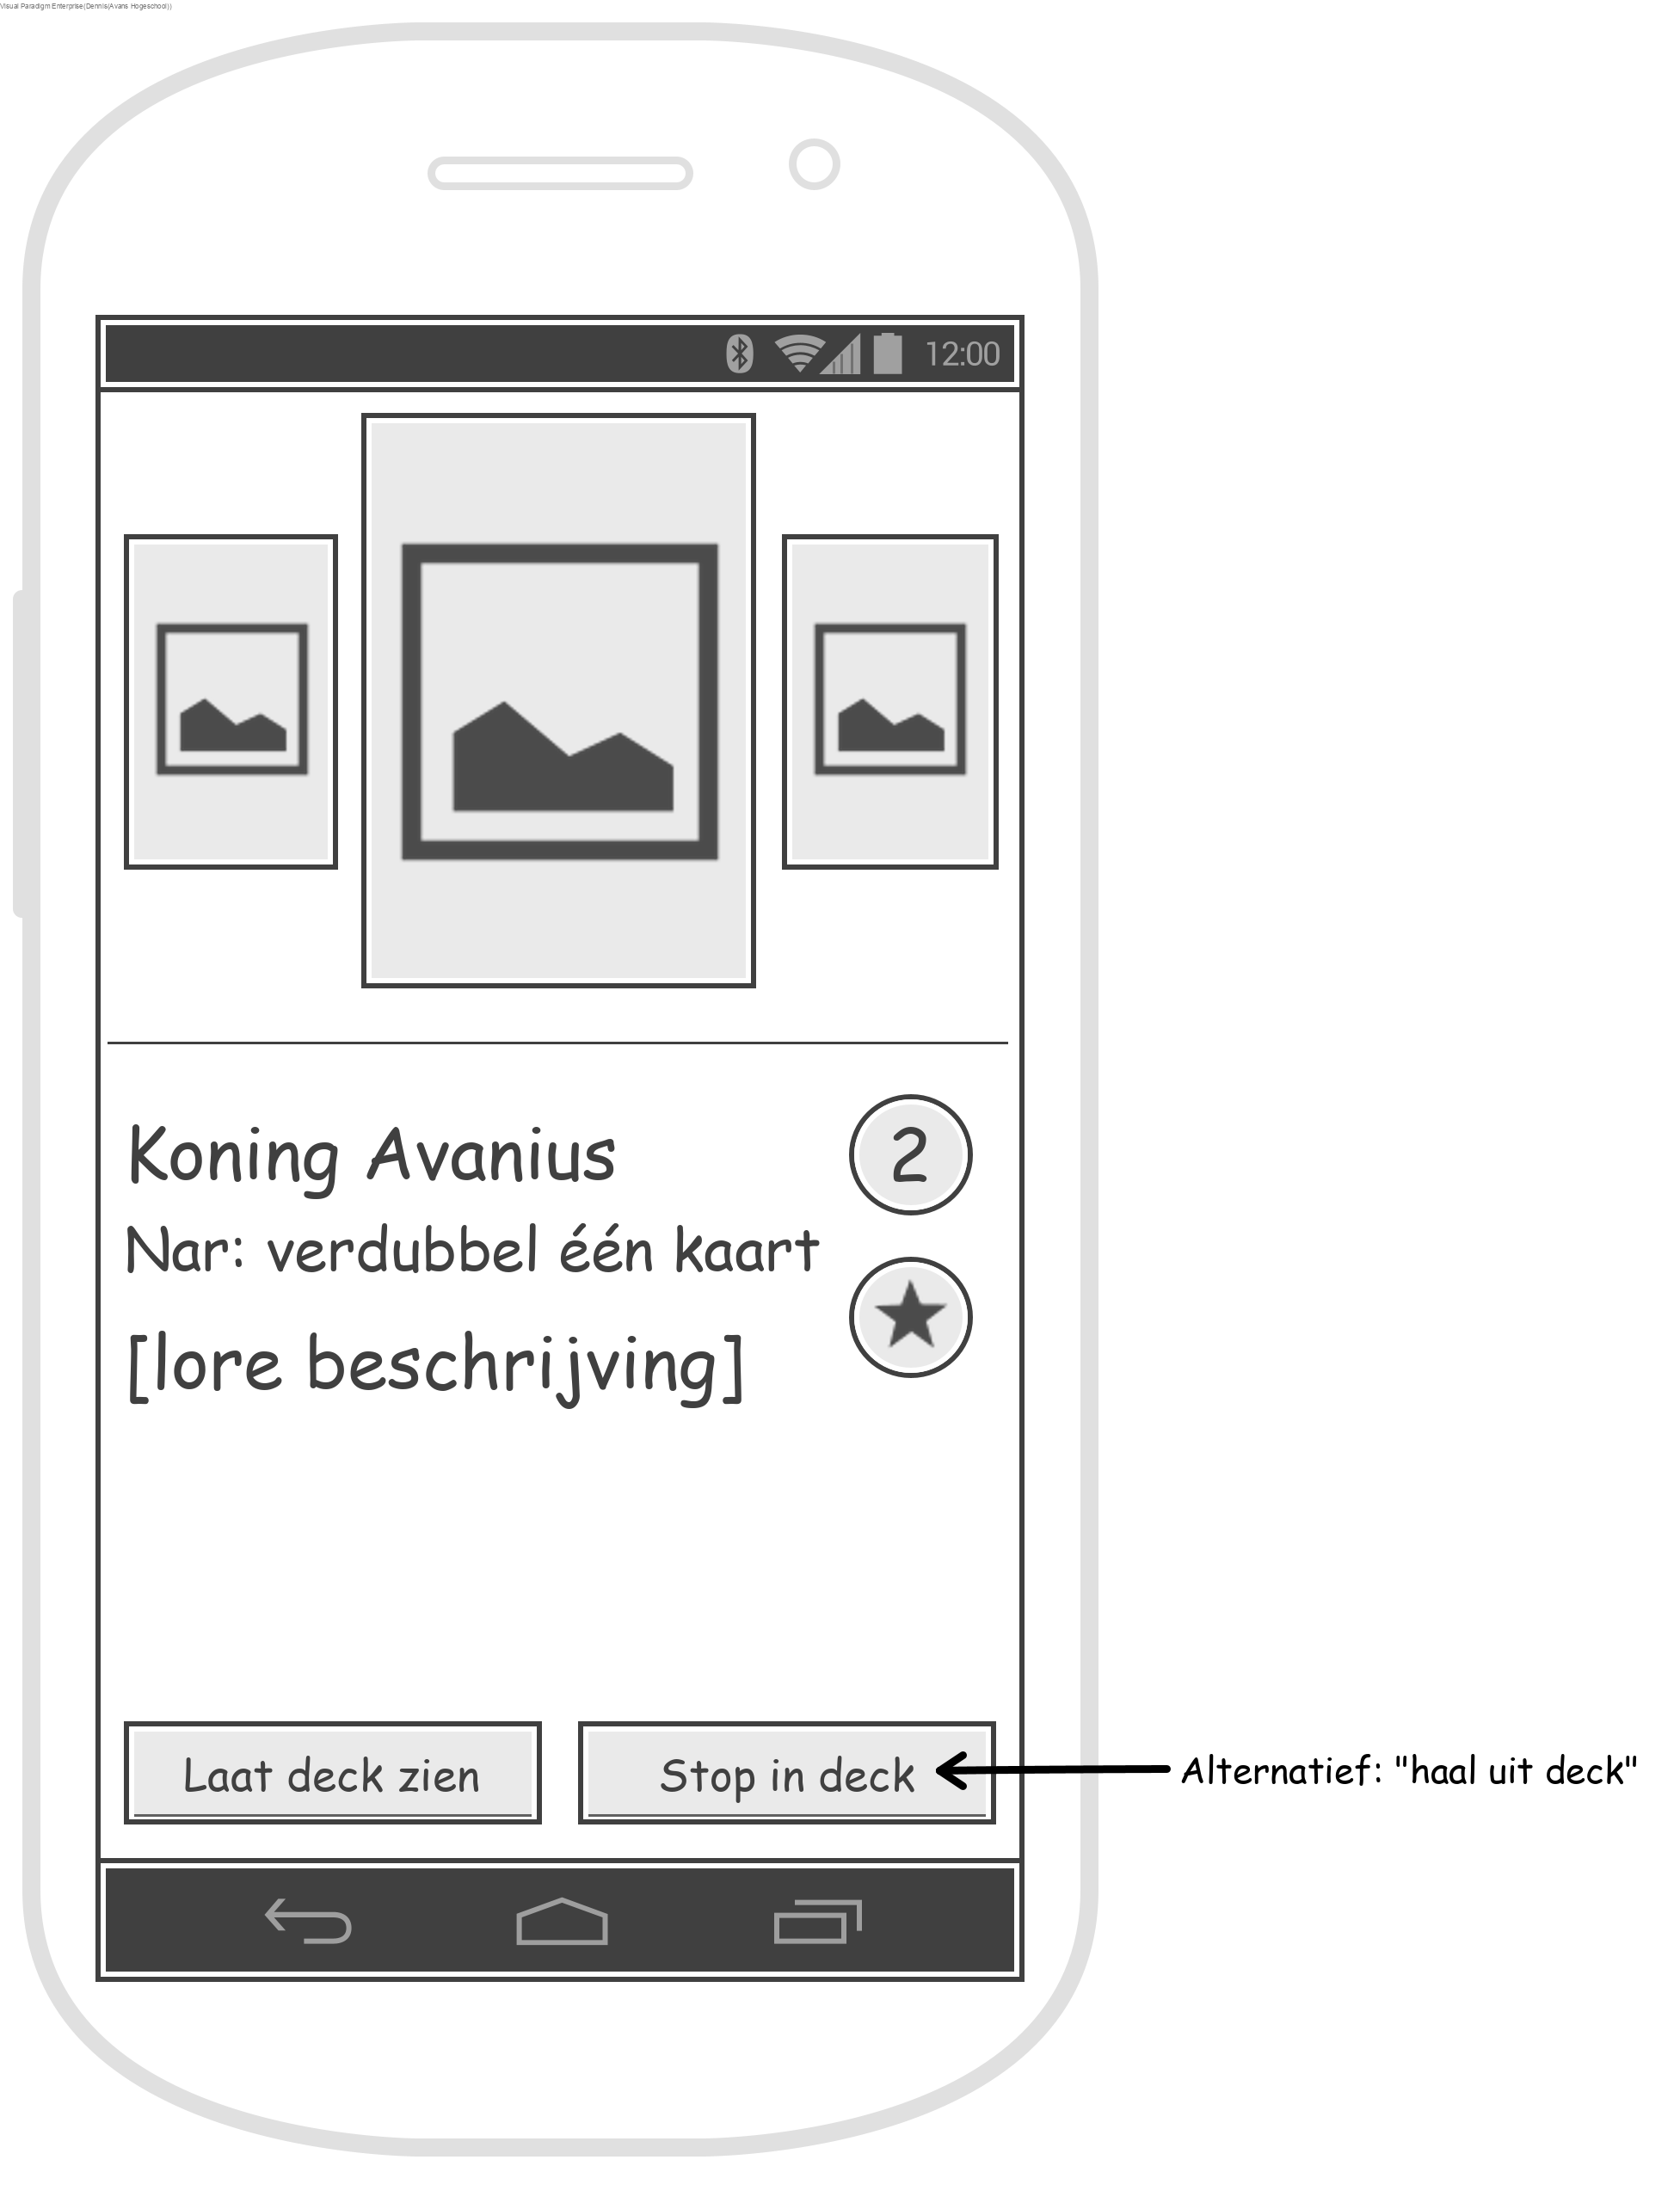 Visual Paradigm Enterprise(Dennis(Avans Hogeschool))
12:00
Koning Avanius
2
Nar: verdubbel één kaart
[lore beschrijving]
Laat deck zien
Stop in deck
Alternatief: "haal uit deck"